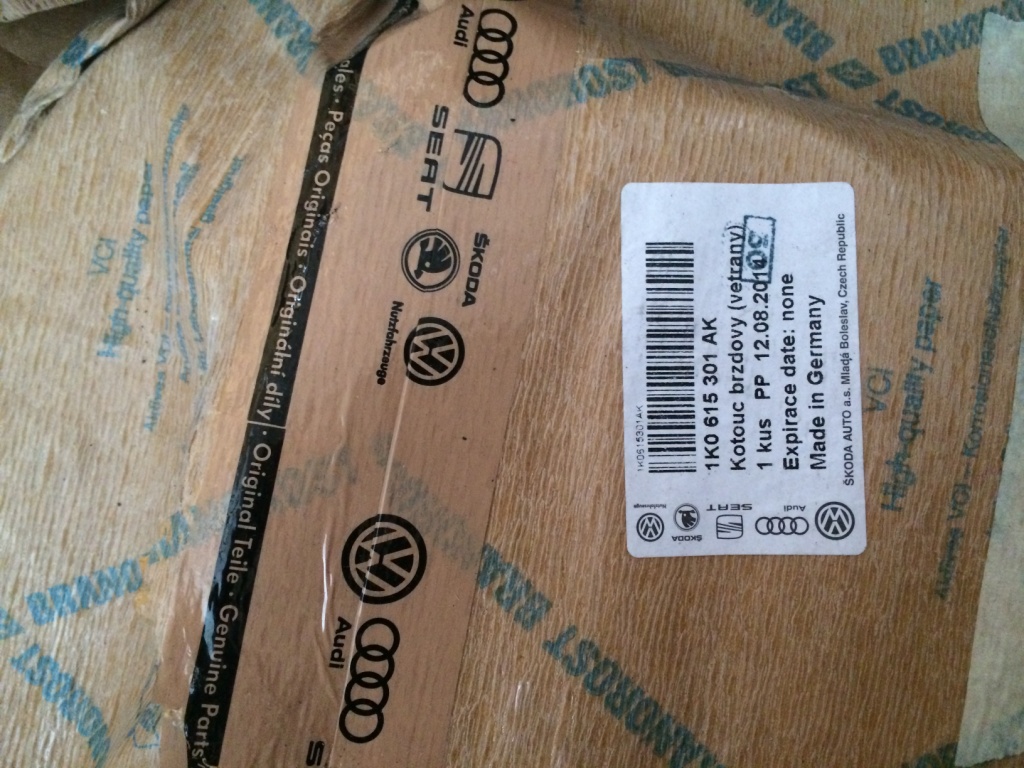 1K0615301AK
1K0 615 301 AK
Kotouc brzdovy (vetrany)
1 kus PP 12.08.2010
Expirace date: none
Made in Germany
ŠKODA AUTO a.s. Mladá Boleslav, Czech Republic
Nutzfahrzeuge
ŠKODA
SEAT
Audi
Audi
SEAT
ŠKODA
Nutzfahrzeuge
Audi
S
Peças Originais · Originální díly · Original Teile · Genuine Parts
VCI
High-quality paper
VCI
High-quality paper
BRANOROST
BRANO